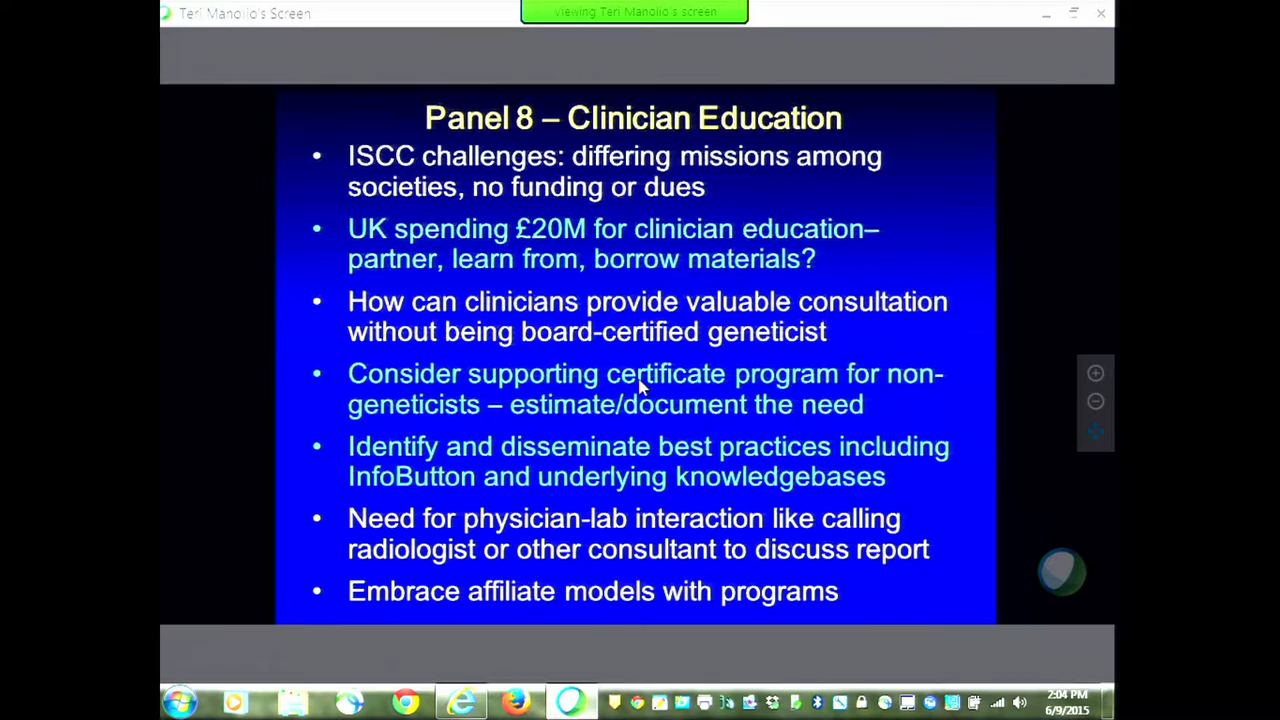 Teri Manolio's Screen
viewing Teri Manolio's screen
Panel 8 – Clinician Education
• ISCC challenges: differing missions among
societies, no funding or dues
• UK spending £20M for clinician education–
partner, learn from, borrow materials?
• How can clinicians provide valuable consultation
without being board-certified geneticist
• Consider supporting certificate program for non-
geneticists – estimate/document the need
• Identify and disseminate best practices including
InfoButton and underlying knowledgebases
• Need for physician-lab interaction like calling
radiologist or other consultant to discuss report
• Embrace affiliate models with programs
2:04 PM
6/9/2015